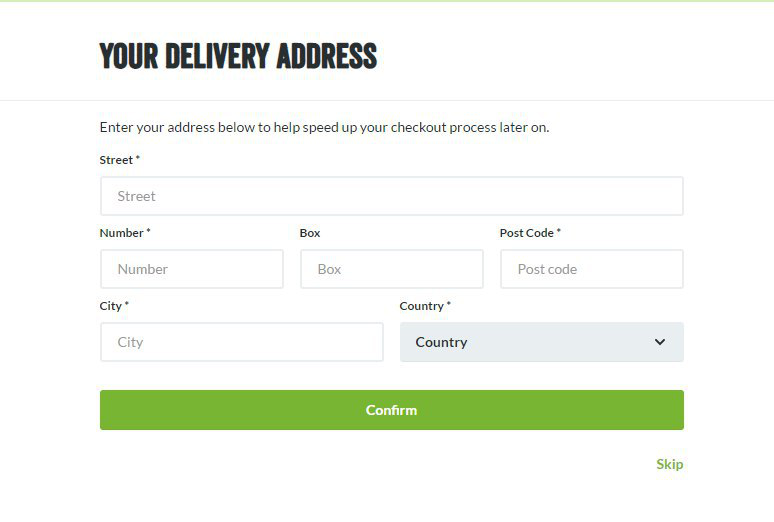 YOUR DELIVERY ADDRESS
Enter your address below to help speed up your checkout process later on.
Street *
Street
Number * Box Post Code *
Number Box Post code
City * Country *
City Country
Confirm
Skip